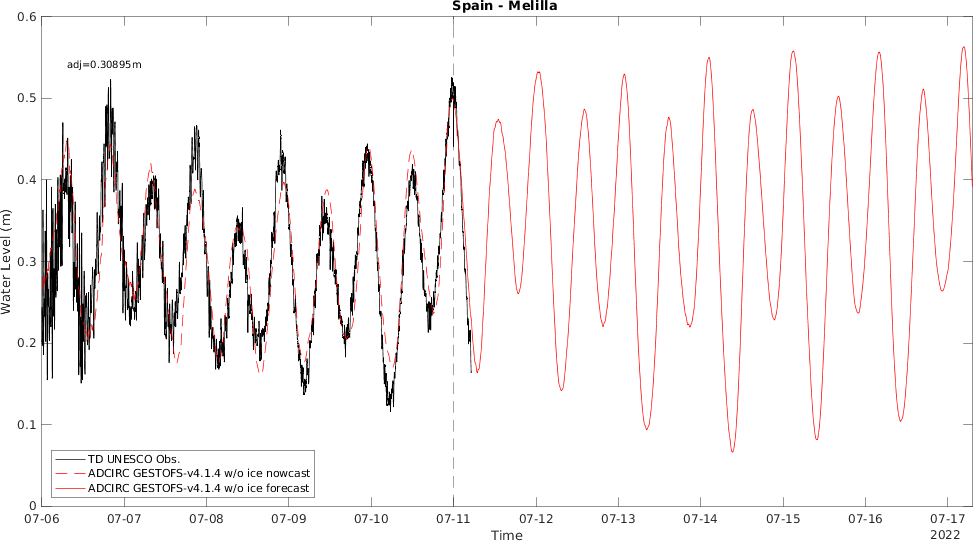 Spain - Melilla
adj=0.30895m
0.6
0.5
0.4
0.3
0.2
0.1
0
Water Level (m)
TD UNESCO Obs.
ADCIRC GESTOFS-v4.1.4 w/o ice nowcast
ADCIRC GESTOFS-v4.1.4 w/o ice forecast
07-06 07-07 07-08 07-09 07-10 07-11 07-12 07-13 07-14 07-15 07-16 07-17
2022
Time